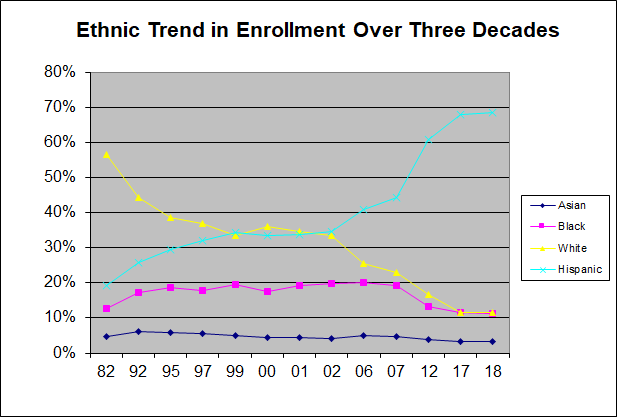 Ethnic Trend in Enrollment Over Three Decades
80%
70%
60%
50%
40%
30%
20%
10%
0%
82 92 95 97 99 00 01 02 06 07 12 17 18
Asian
Black
White
Hispanic